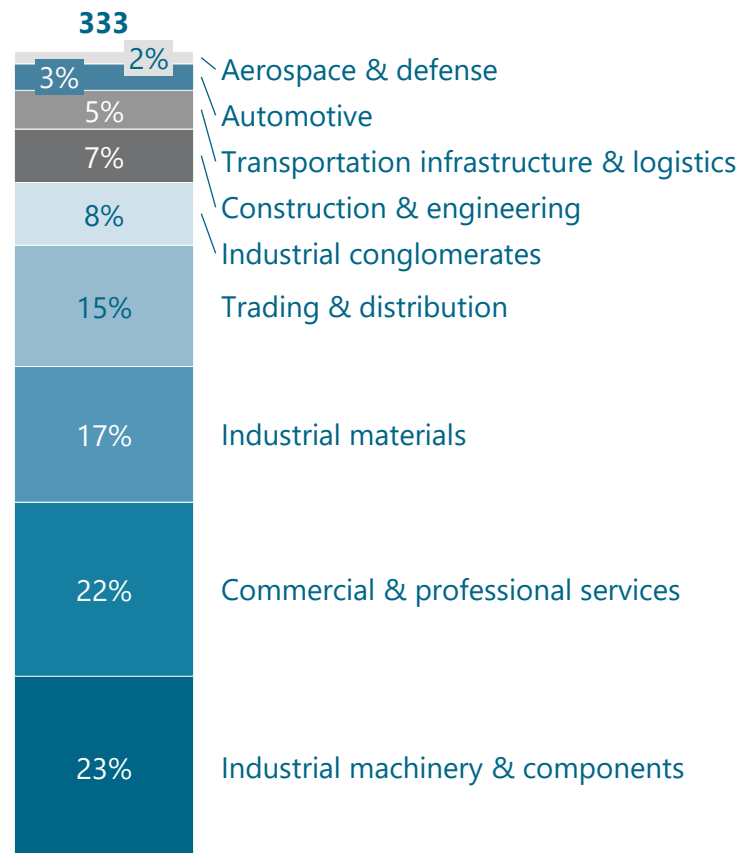 333
2%
Aerospace & defense
3%
Automotive
5%
Transportation infrastructure & logistics
7%
Construction & engineering
8%
Industrial conglomerates
15%
Trading & distribution
17%
Industrial materials
22%
Commercial & professional services
23%
Industrial machinery & components